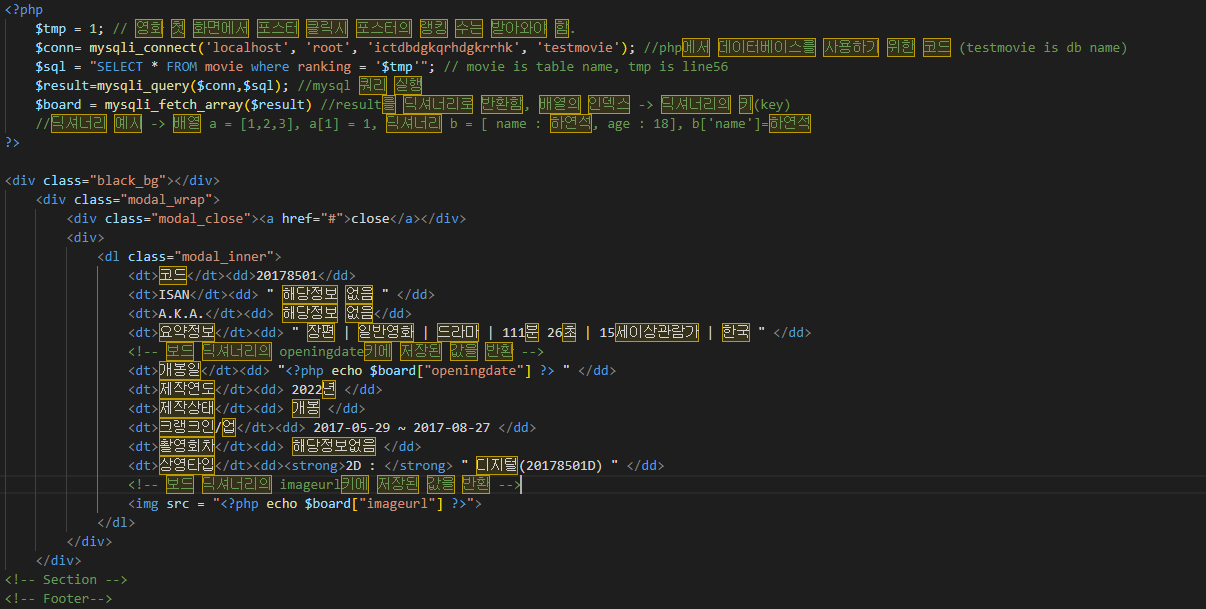 <?php
    $tmp = 1; // 영화 첫 화면에서 포스터 클릭시 포스터의 랭킹 수는 받아와야 함.
    $conn= mysqli_connect('localhost', 'root', 'ictdbdgkqrhdgkrrhk', 'testmovie'); //php에서 데이터베이스를 사용하기 위한 코드 (testmovie is db name)
    $sql = "SELECT * FROM movie where ranking = '$tmp'"; // movie is table name, tmp is line56
    $result=mysqli_query($conn,$sql); //mysql 쿼리 실행
    $board = mysqli_fetch_array($result) //result를 딕셔너리로 반환함, 배열의 인덱스 -> 딕셔너리의 키(key)
    //딕셔너리 예시 -> 배열 a = [1,2,3], a[1] = 1, 딕셔너리 b = [ name : 하연석, age : 18], b['name']=하연석
?>
<div class="black_bg"></div>
    <div class="modal_wrap">
        <div class="modal_close"><a href="#">close</a></div>
        <div>
            <dl class="modal_inner">
                <dt>코드</dt><dd>20178501</dd>
                <dt>ISAN</dt><dd> " 해당정보 없음 " </dd>
                <dt>A.K.A.</dt><dd> 해당정보 없음</dd>
                <dt>요약정보</dt><dd> " 장편 | 일반영화 | 드라마 | 111분 26초 | 15세이상관람가 | 한국 " </dd>
                <!-- 보드 딕셔너리의 openingdate키에 저장된 값을 반환 -->
                <dt>개봉일</dt><dd> "<?php echo $board["openingdate"] ?> " </dd>
                <dt>제작연도</dt><dd> 2022년 </dd>
                <dt>제작상태</dt><dd> 개봉 </dd>
                <dt>크랭크인/업</dt><dd> 2017-05-29 ~ 2017-08-27 </dd>
                <dt>촬영회차</dt><dd> 해당정보없음 </dd>
                <dt>상영타입</dt><dd><strong>2D : </strong> " 디지털(20178501D) " </dd>
                <!-- 보드 딕셔너리의 imageurl키에 저장된 값을 반환 -->
                <img src = "<?php echo $board["imageurl"] ?>">
            </dl>
        </div>
    </div>
<!-- Section -->
<!-- Footer-->